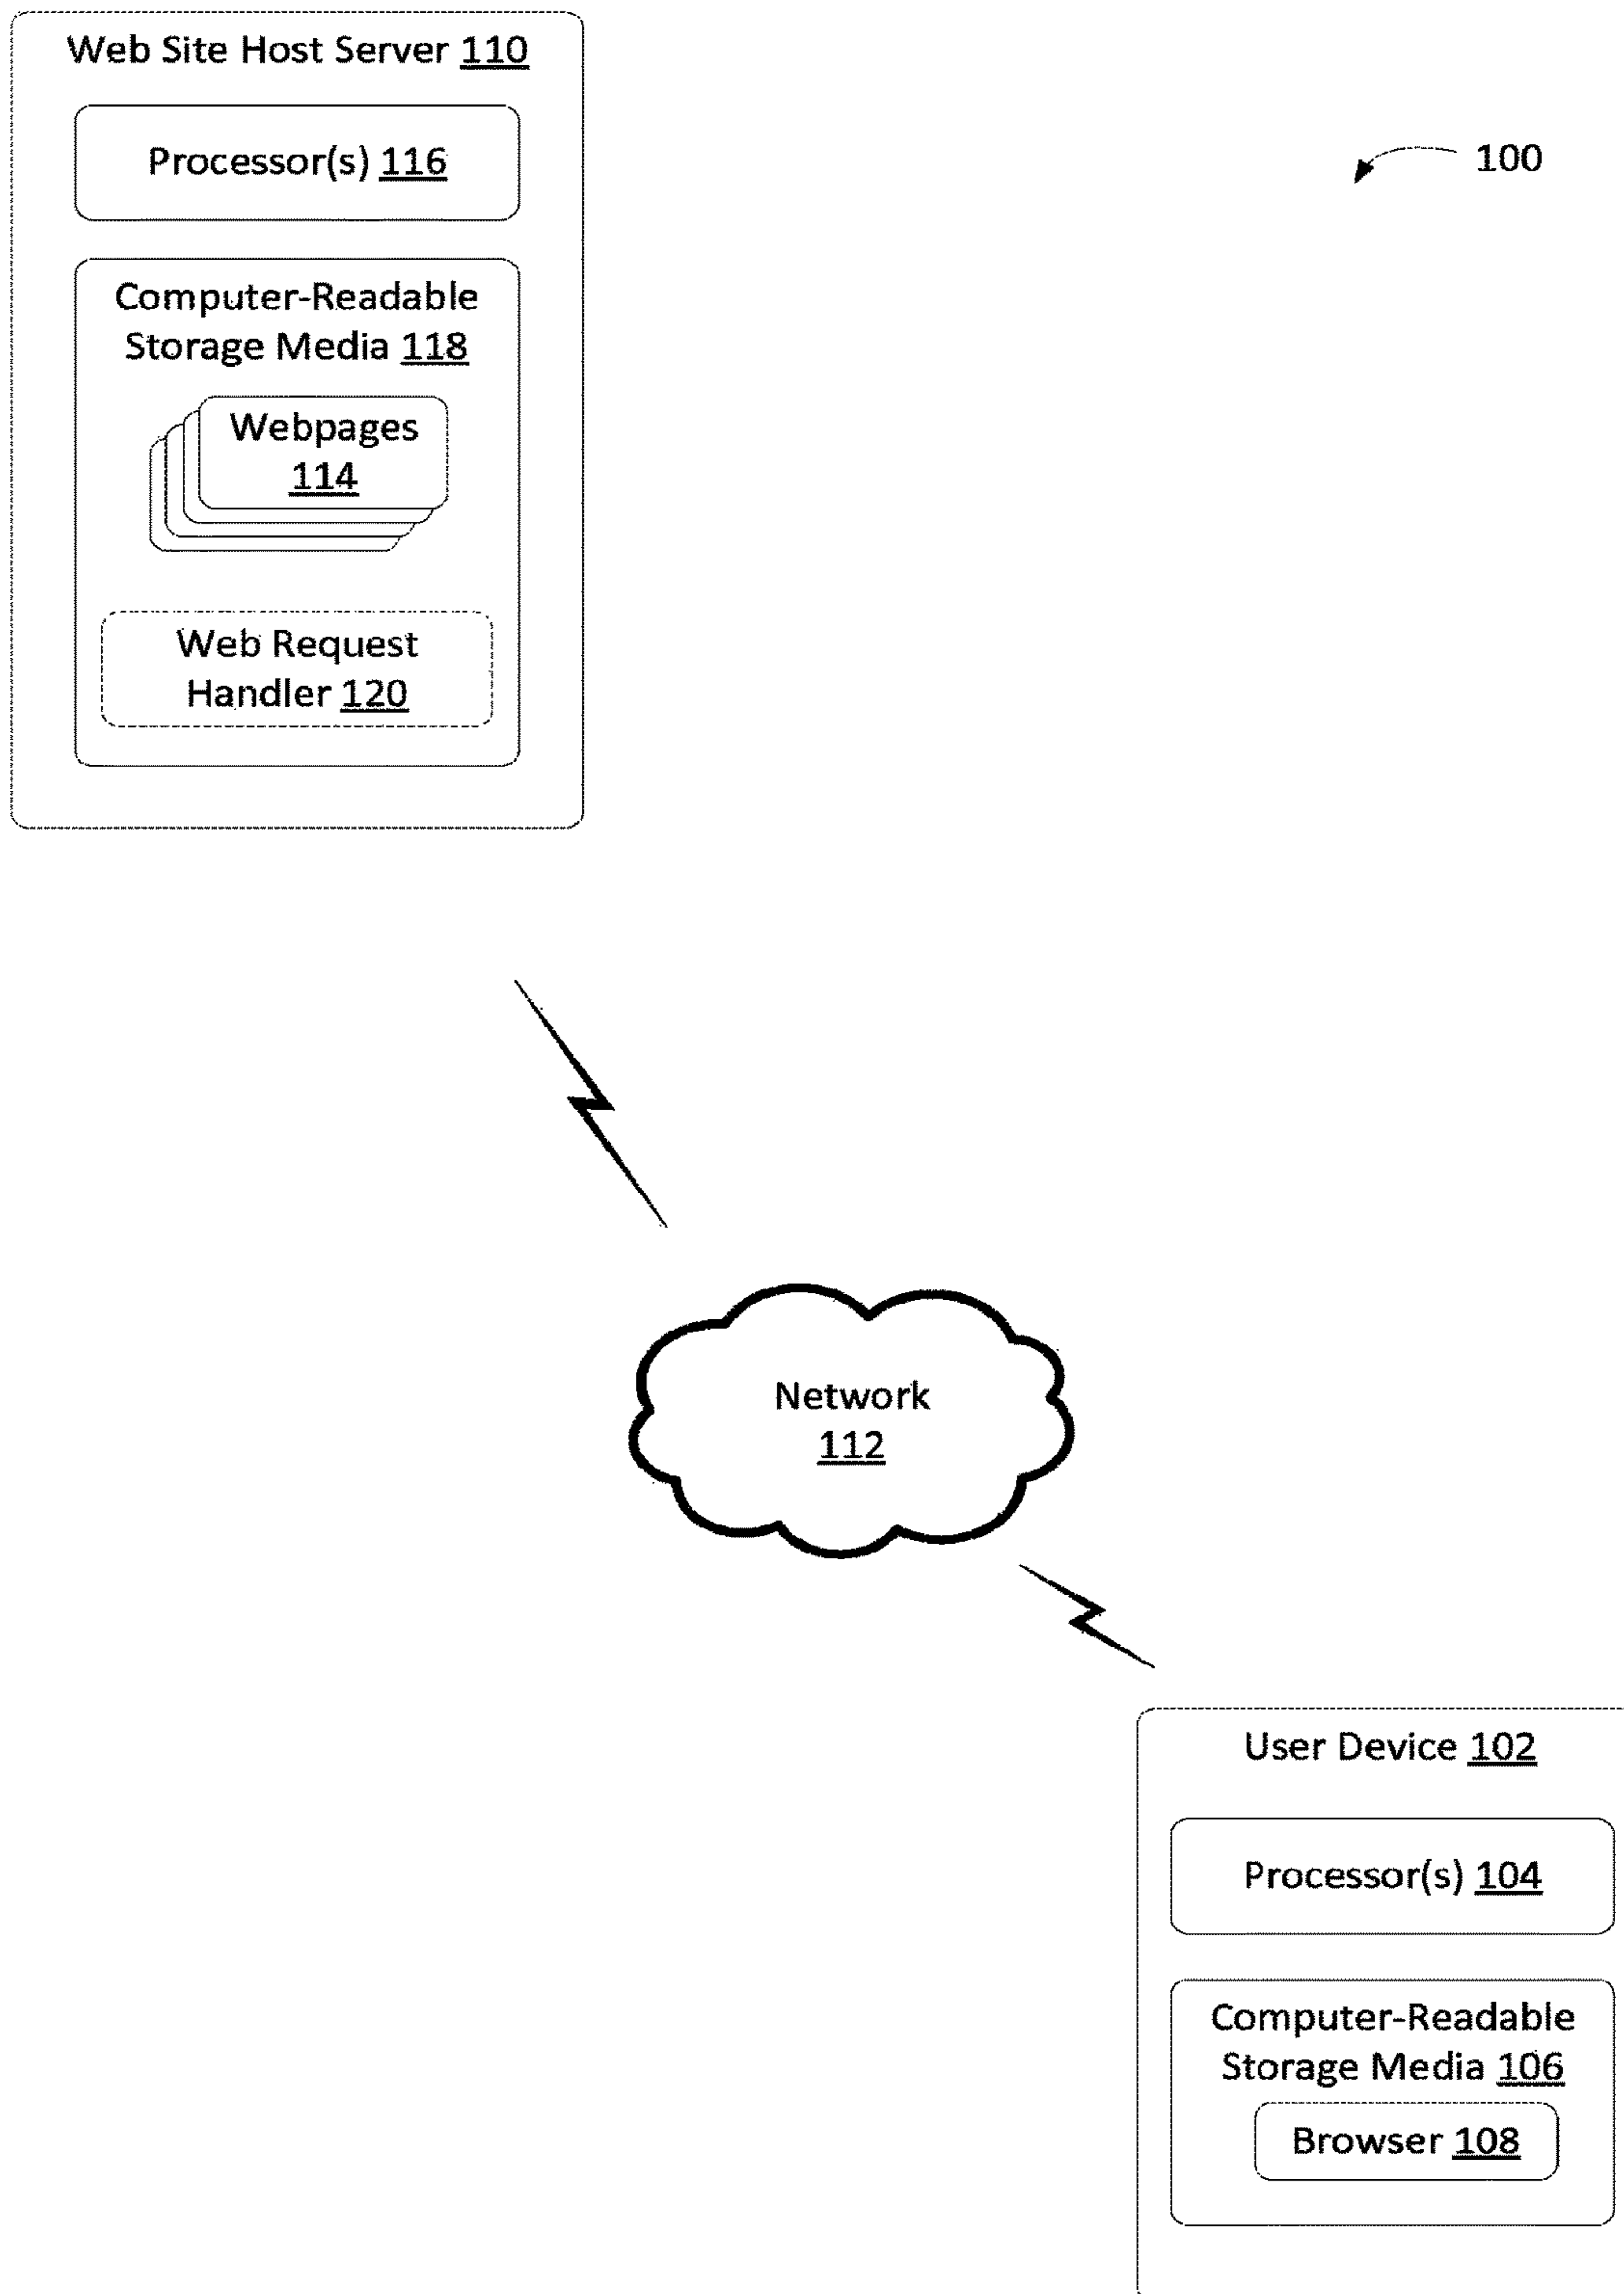 Web Site Host Server 110
Processor(s) 116
100
Computer-Readable
Storage Media 118
Webpages
114
Web Request
Handler 120
Network
112
User Device 102
Processor(s) 104
Computer-Readable
Storage Media 106
Browser 108